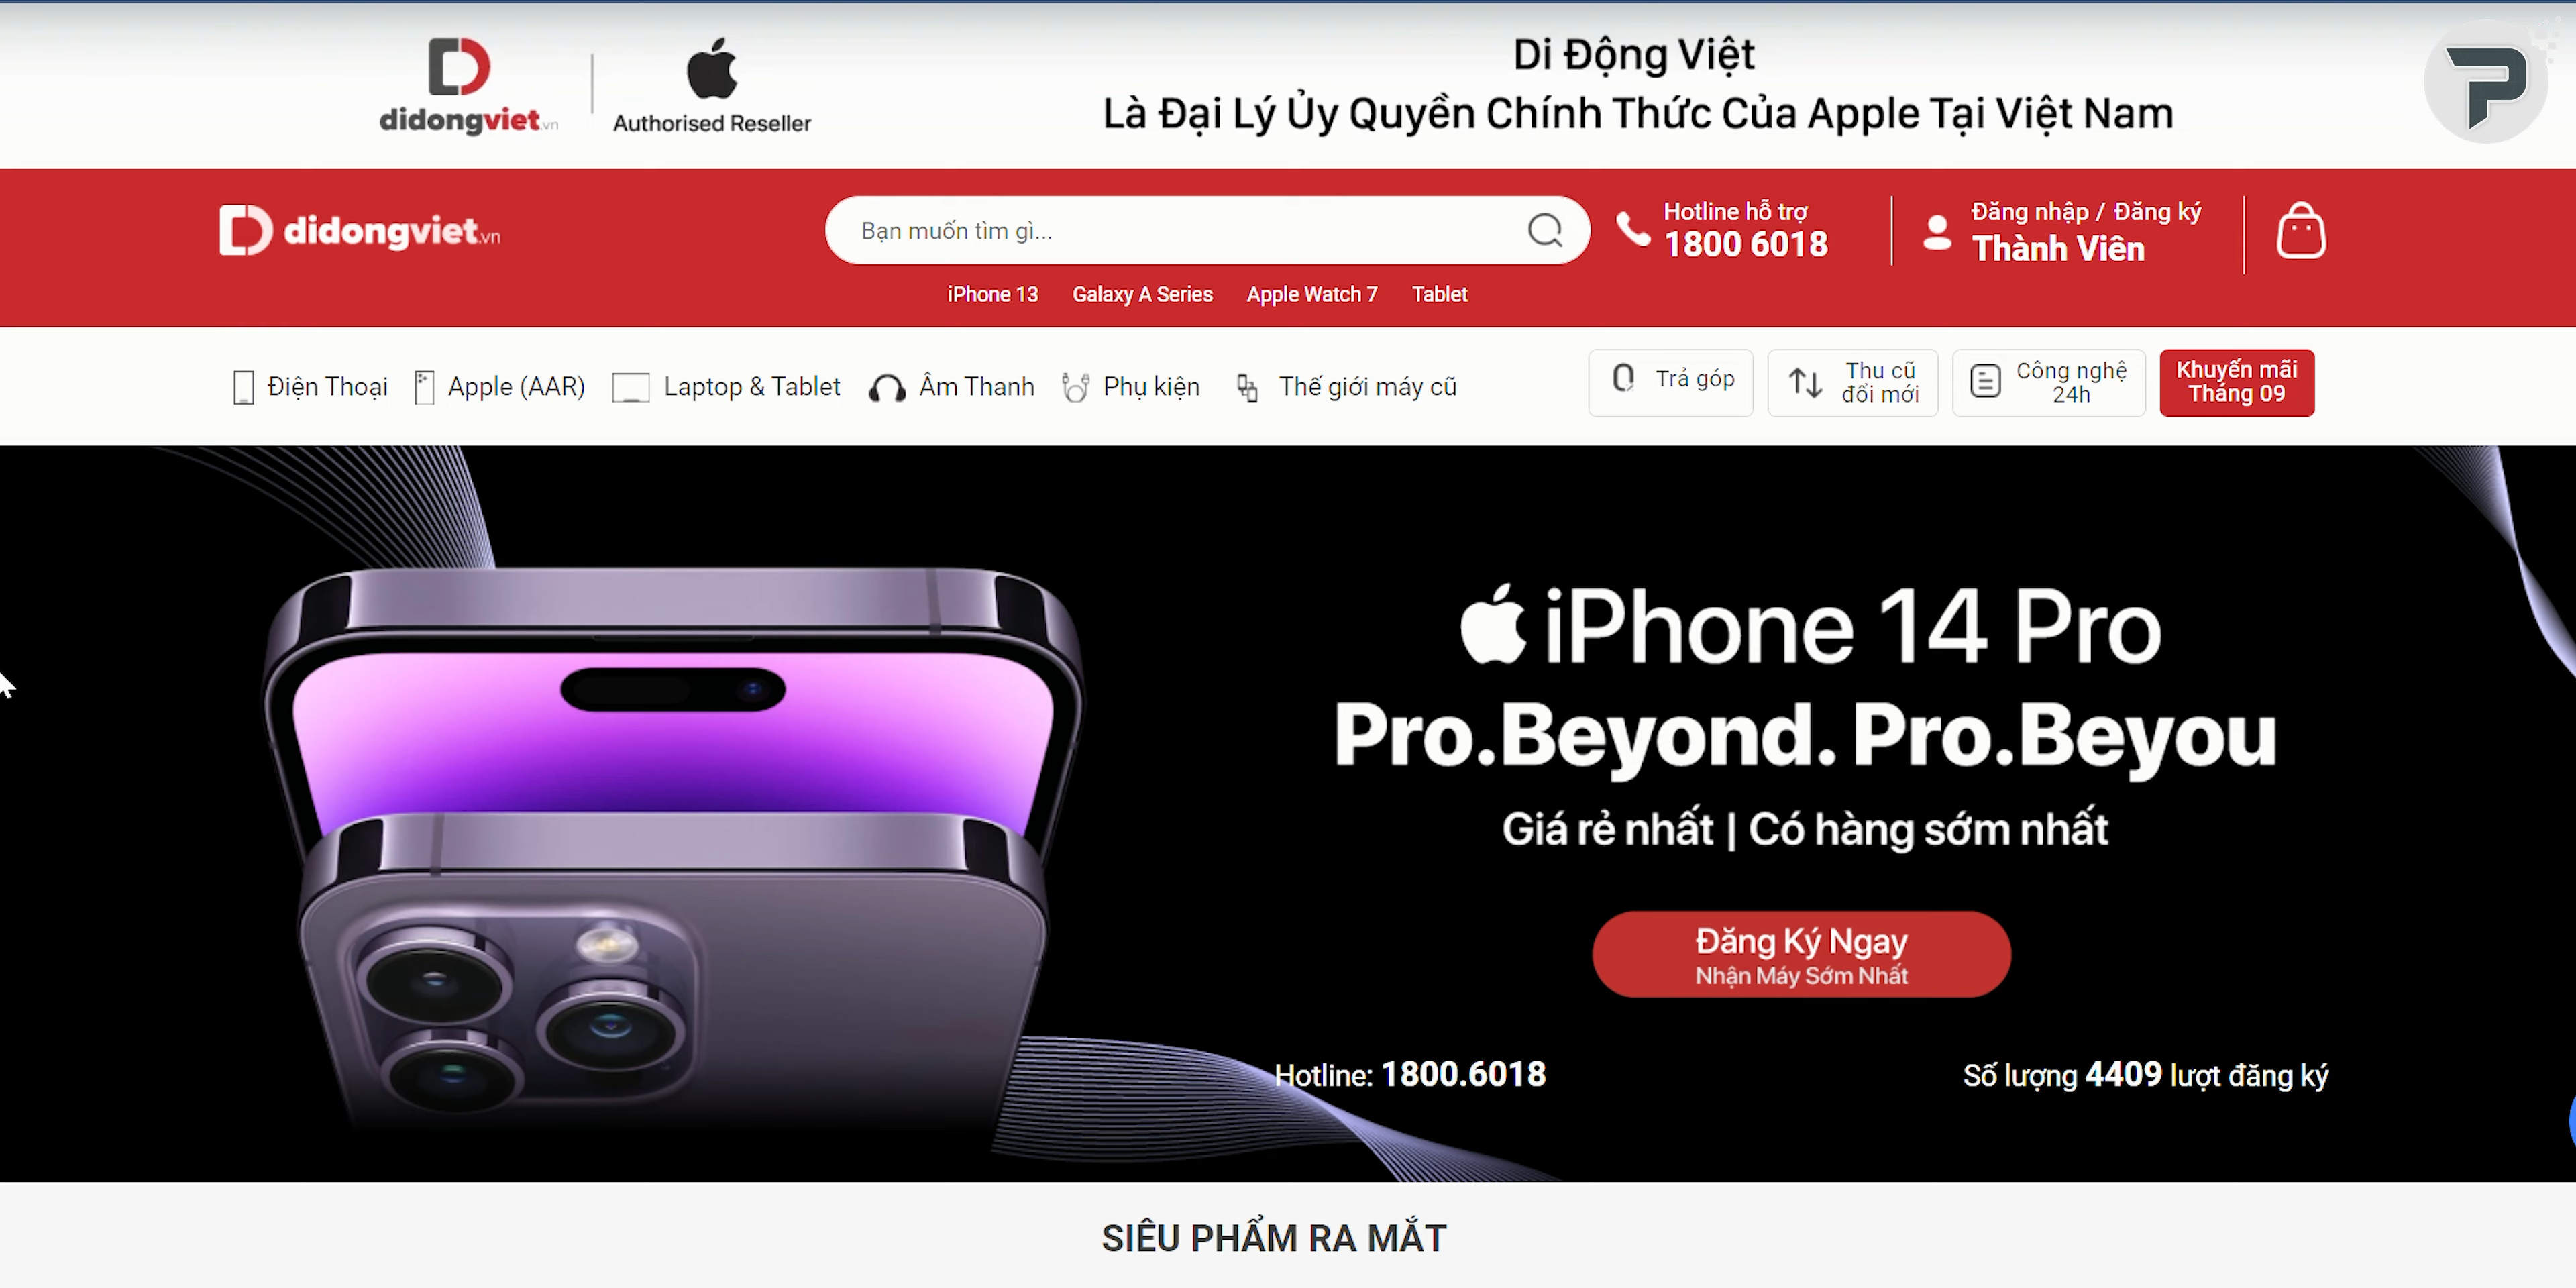 didongviet.vn
Authorised Reseller
Di Động Việt
Là Đại Lý Ủy Quyền Chính Thức Của Apple Tại Việt Nam
didongviet.vn
Bạn muốn tìm gì...
Hotline hỗ trợ
1800 6018
Đăng nhập / Đăng ký
Thành Viên
iPhone 13 Galaxy A Series Apple Watch 7 Tablet
Điện Thoại Apple (AAR) Laptop & Tablet Âm Thanh Phụ kiện Thế giới máy cũ
Trả góp
Thu cũ
đổi mới
Công nghệ
24h
Khuyến mãi
Tháng 09
iPhone 14 Pro
Pro.Beyond. Pro.Beyou
Giá rẻ nhất | Có hàng sớm nhất
Đăng Ký Ngay
Nhận Máy Sớm Nhất
Hotline: 1800.6018
Số lượng 4409 lượt đăng ký
SIÊU PHẨM RA MẮT